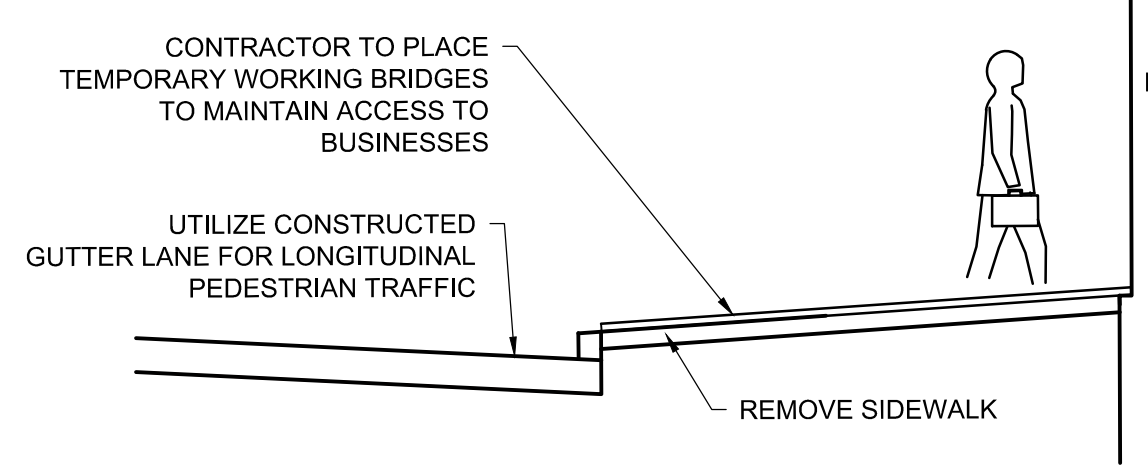 CONTRACTOR TO PLACE
TEMPORARY WORKING BRIDGES
TO MAINTAIN ACCESS TO
BUSINESSES
UTILIZE CONSTRUCTED
GUTTER LANE FOR LONGITUDINAL
PEDESTRIAN TRAFFIC
REMOVE SIDEWALK